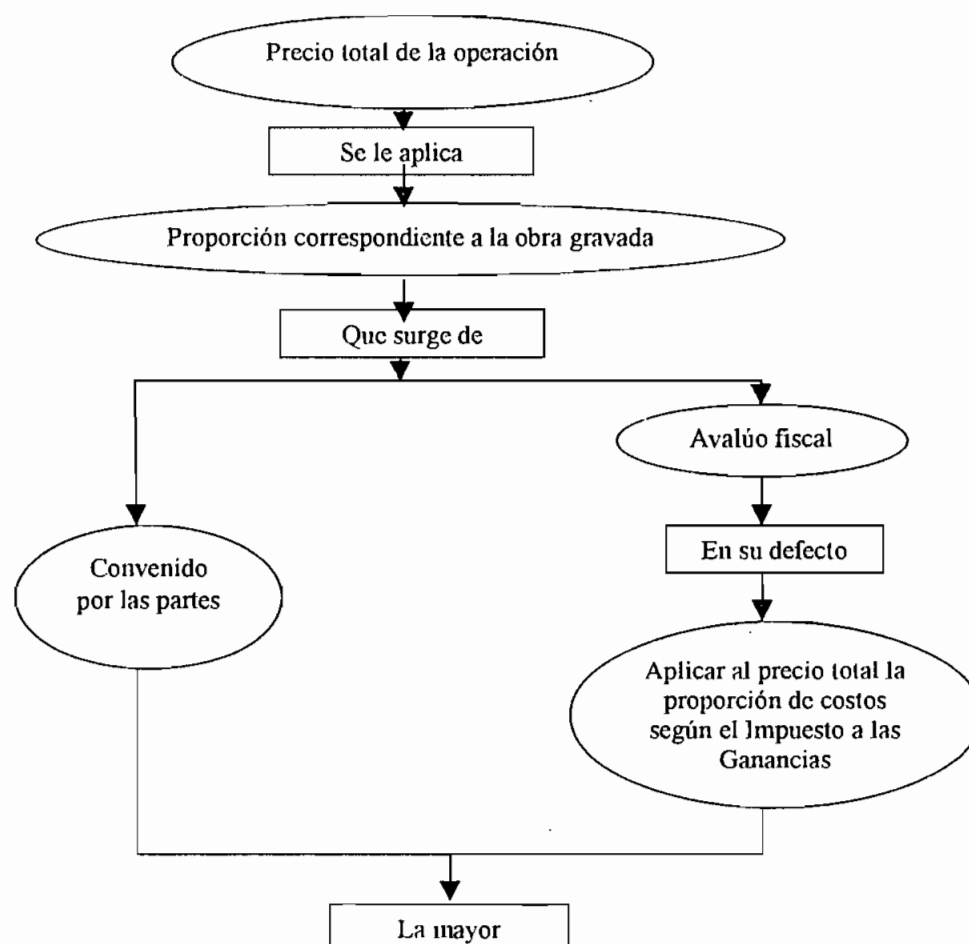 Precio total de la operación
Se le aplica
Proporción correspondiente a la obra gravada
Que surge de
Avalúo fiscal
En su defecto
Convenido
por las partes
Aplicar al precio total la
proporción de costos
según el Impuesto a las
Ganancias
La mayor